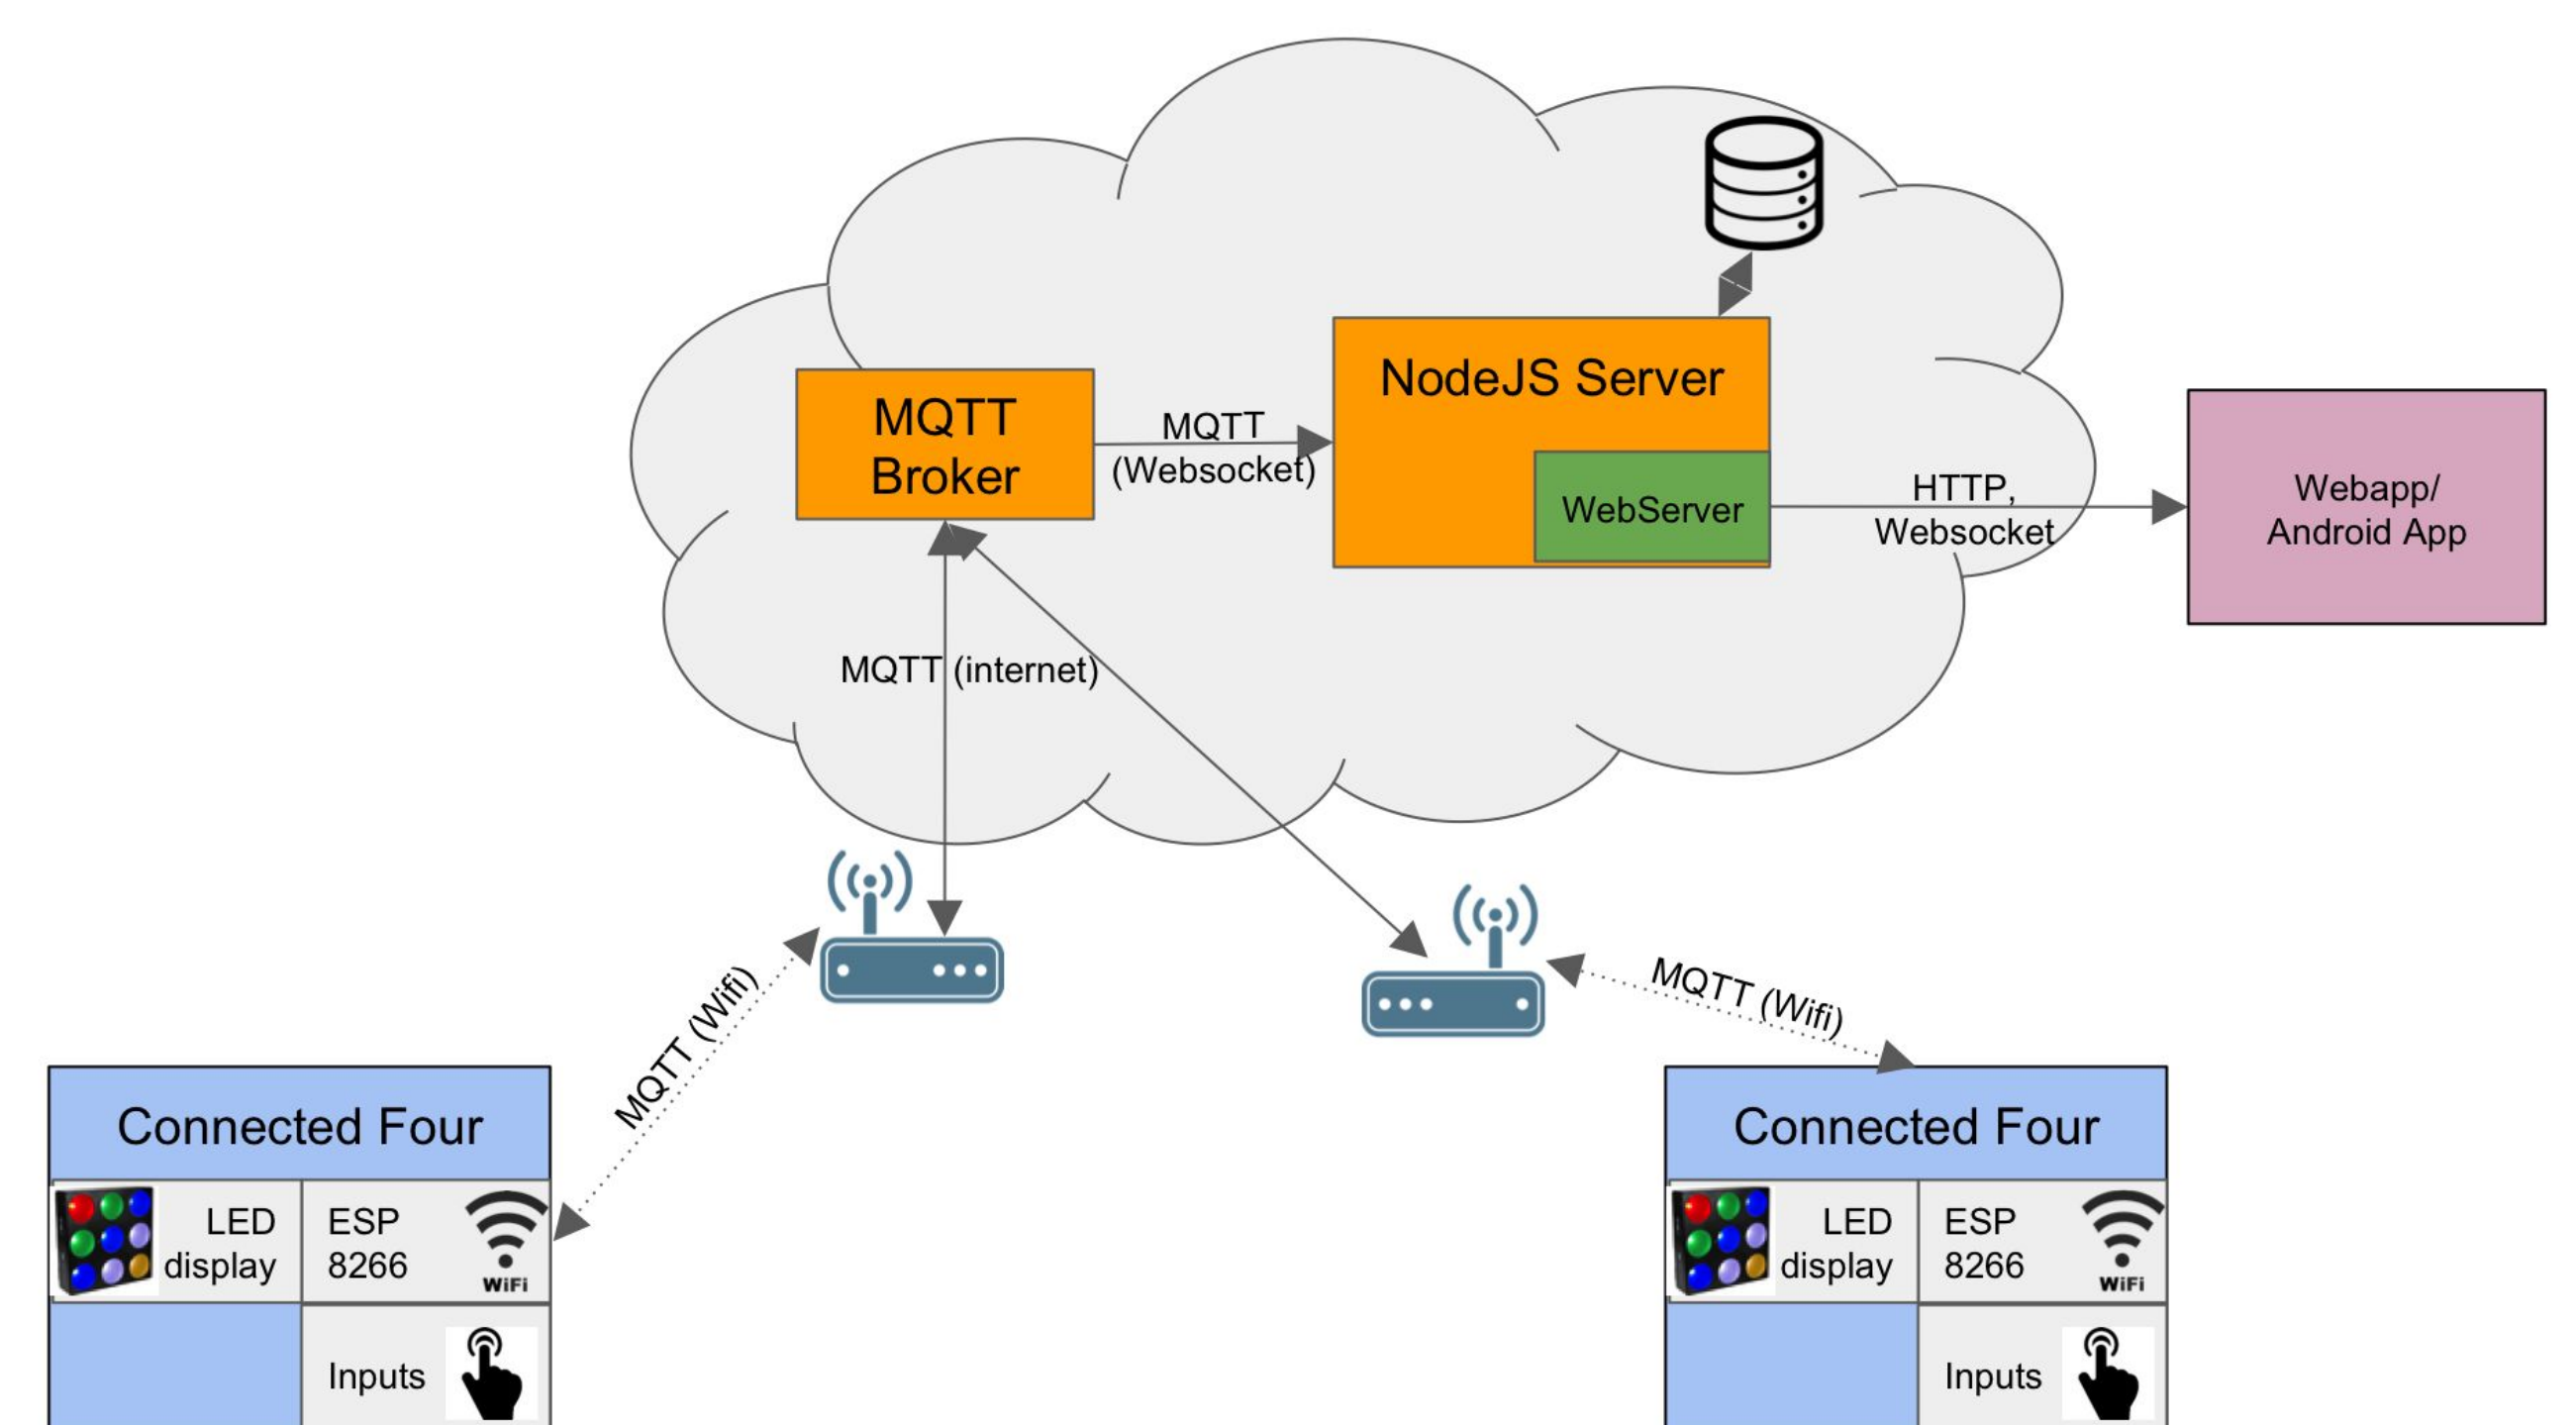 NodeJS Server
MQTT
Broker
MQTT
(Websocket)
WebServer
HTTP,
Websocket
Webapp/
Android App
MQTT (internet)
MQTT (Wifi)
MQTT (Wifi)
Connected Four
LED
display
ESP
8266
WiFi
Inputs
Connected Four
LED
display
ESP
8266
WiFi
Inputs